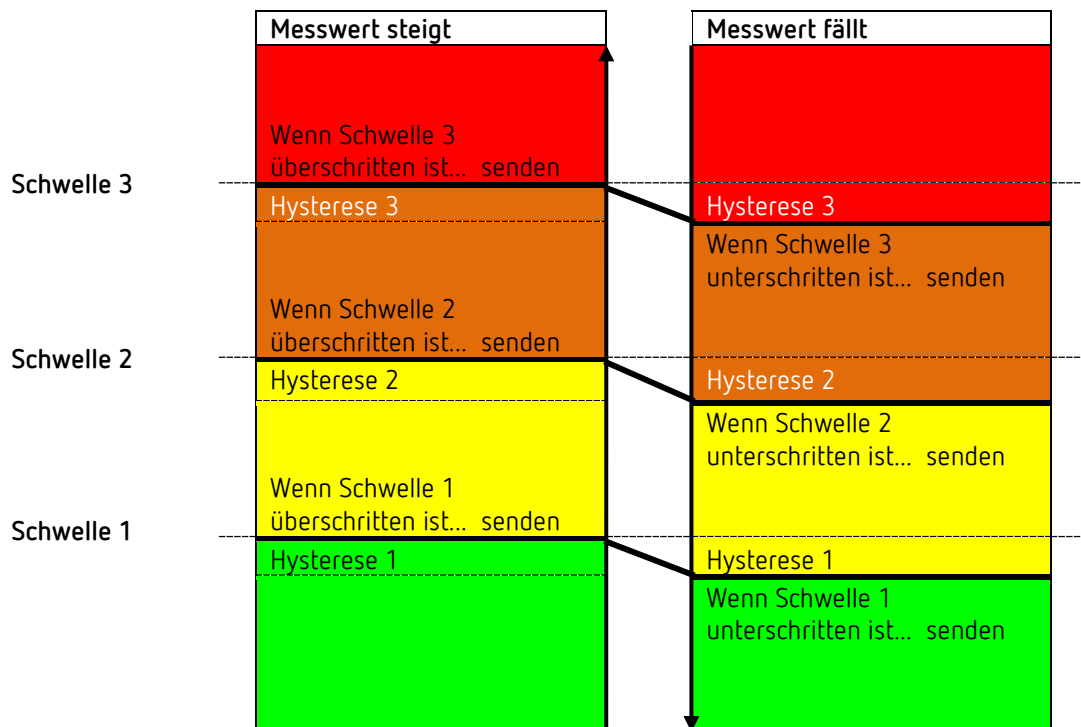 Messwert steigt
Messwert fällt
Wenn Schwelle 3
überschritten ist... senden
Schwelle 3
Hysterese 3
Hysterese 3
Wenn Schwelle 3
unterschritten ist... senden
Wenn Schwelle 2
überschritten ist... senden
Schwelle 2
Hysterese 2
Hysterese 2
Wenn Schwelle 2
unterschritten ist... senden
Wenn Schwelle 1
überschritten ist... senden
Schwelle 1
Hysterese 1
Hysterese 1
Wenn Schwelle 1
unterschritten ist... senden